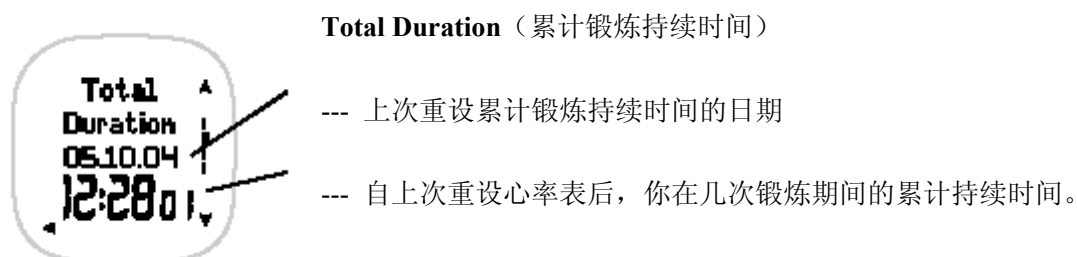 Total Duration（累计锻炼持续时间）
Total
Duration
05.10.04
12:28 01
--- 上次重设累计锻炼持续时间的日期
--- 自上次重设心率表后，你在几次锻炼期间的累计持续时间。